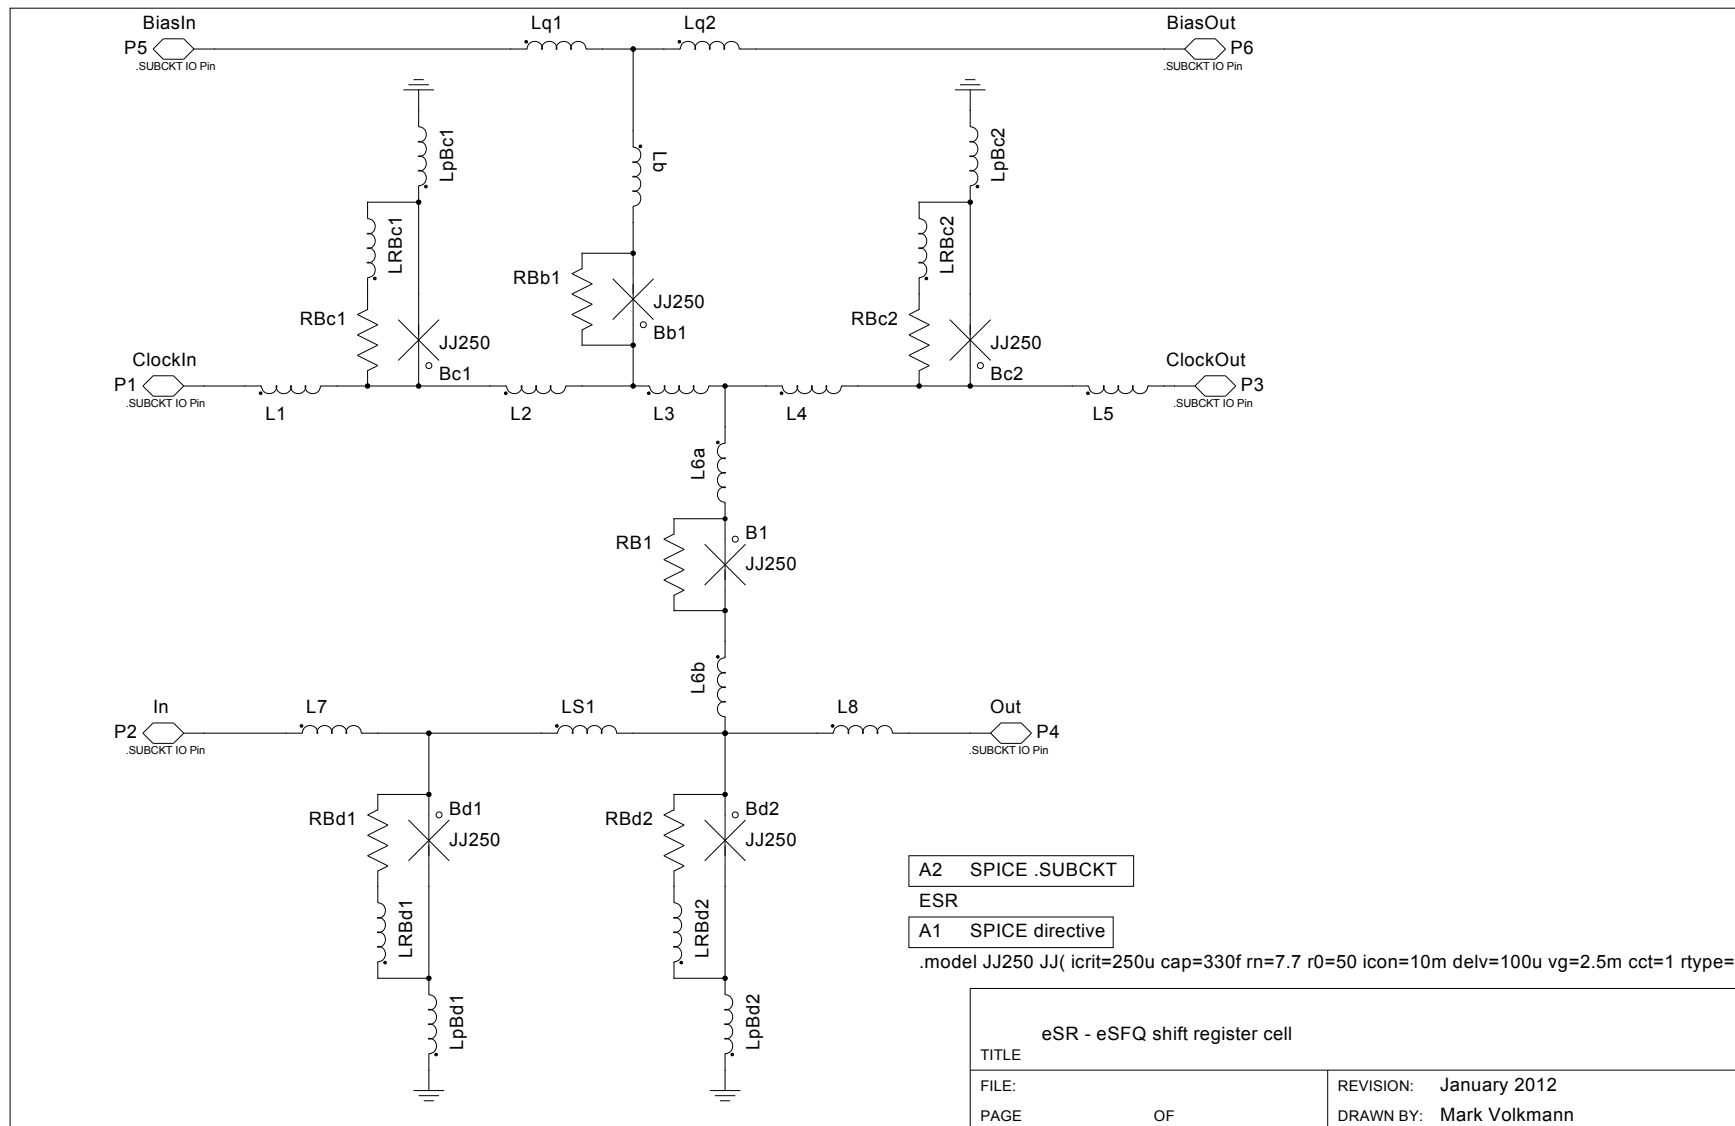 BiasIn
Lq1
Lq2
BiasOut
P5
P6
.SUBCKT IO Pin
.SUBCKT IO Pin
LpBc1
Lb
LpBc2
LRBc1
LRBc2
RBb1
JJ250
Bb1
RBc1
JJ250
Bc1
RBc2
JJ250
Bc2
ClockIn
ClockOut
P1
P3
.SUBCKT IO Pin
.SUBCKT IO Pin
L1
L2
L3
L4
L5
L6a
B1
RB1
JJ250
L6b
In
L7
LS1
L8
Out
P2
P4
.SUBCKT IO Pin
.SUBCKT IO Pin
RBd1
Bd1
JJ250
RBd2
Bd2
JJ250
LRBd1
LRBd2
LpBd1
LpBd2
A2 SPICE .SUBCKT
ESR
A1 SPICE directive
.model JJ250 JJ( icrit=250u cap=330f rn=7.7 r0=50 icon=10m delv=100u vg=2.5m cct=1 rtype=
eSR - eSFQ shift register cell
TITLE
FILE:
REVISION: January 2012
PAGE OF
DRAWN BY: Mark Volkmann